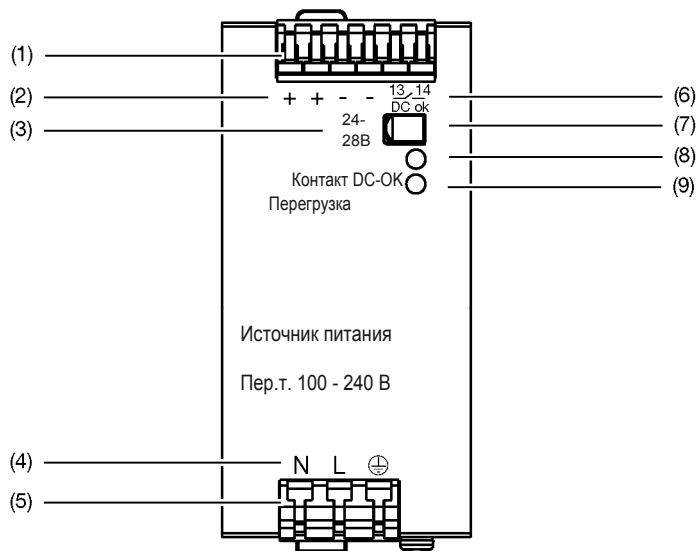 (1)
(2) + + - - 13 14 (6)
DC ok
(3) 24- (7)
28В
(8)
Контакт DC-OK (9)
Перегрузка
Источник питания
Пер.т. 100 - 240 В
(4) N L
(5)